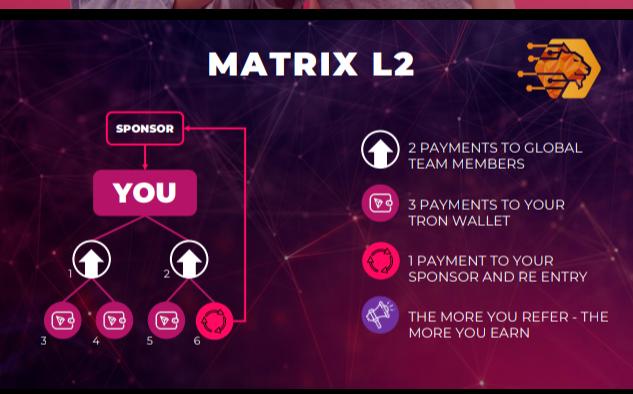 MATRIX L2
SPONSOR
YOU
1
2
3
4
5
6
2 PAYMENTS TO GLOBAL
TEAM MEMBERS
3 PAYMENTS TO YOUR
TRON WALLET
1 PAYMENT TO YOUR
SPONSOR AND RE ENTRY
THE MORE YOU REFER - THE
MORE YOU EARN